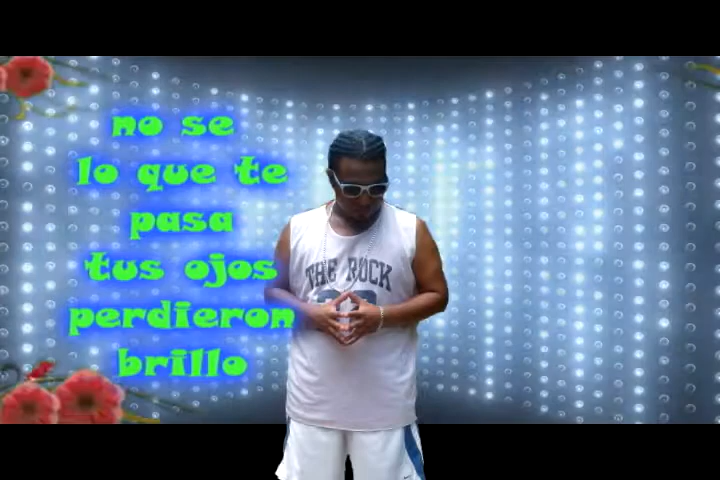 no se
lo que te
pasa
tus ojos
perdieron
brillo
THE ROCK